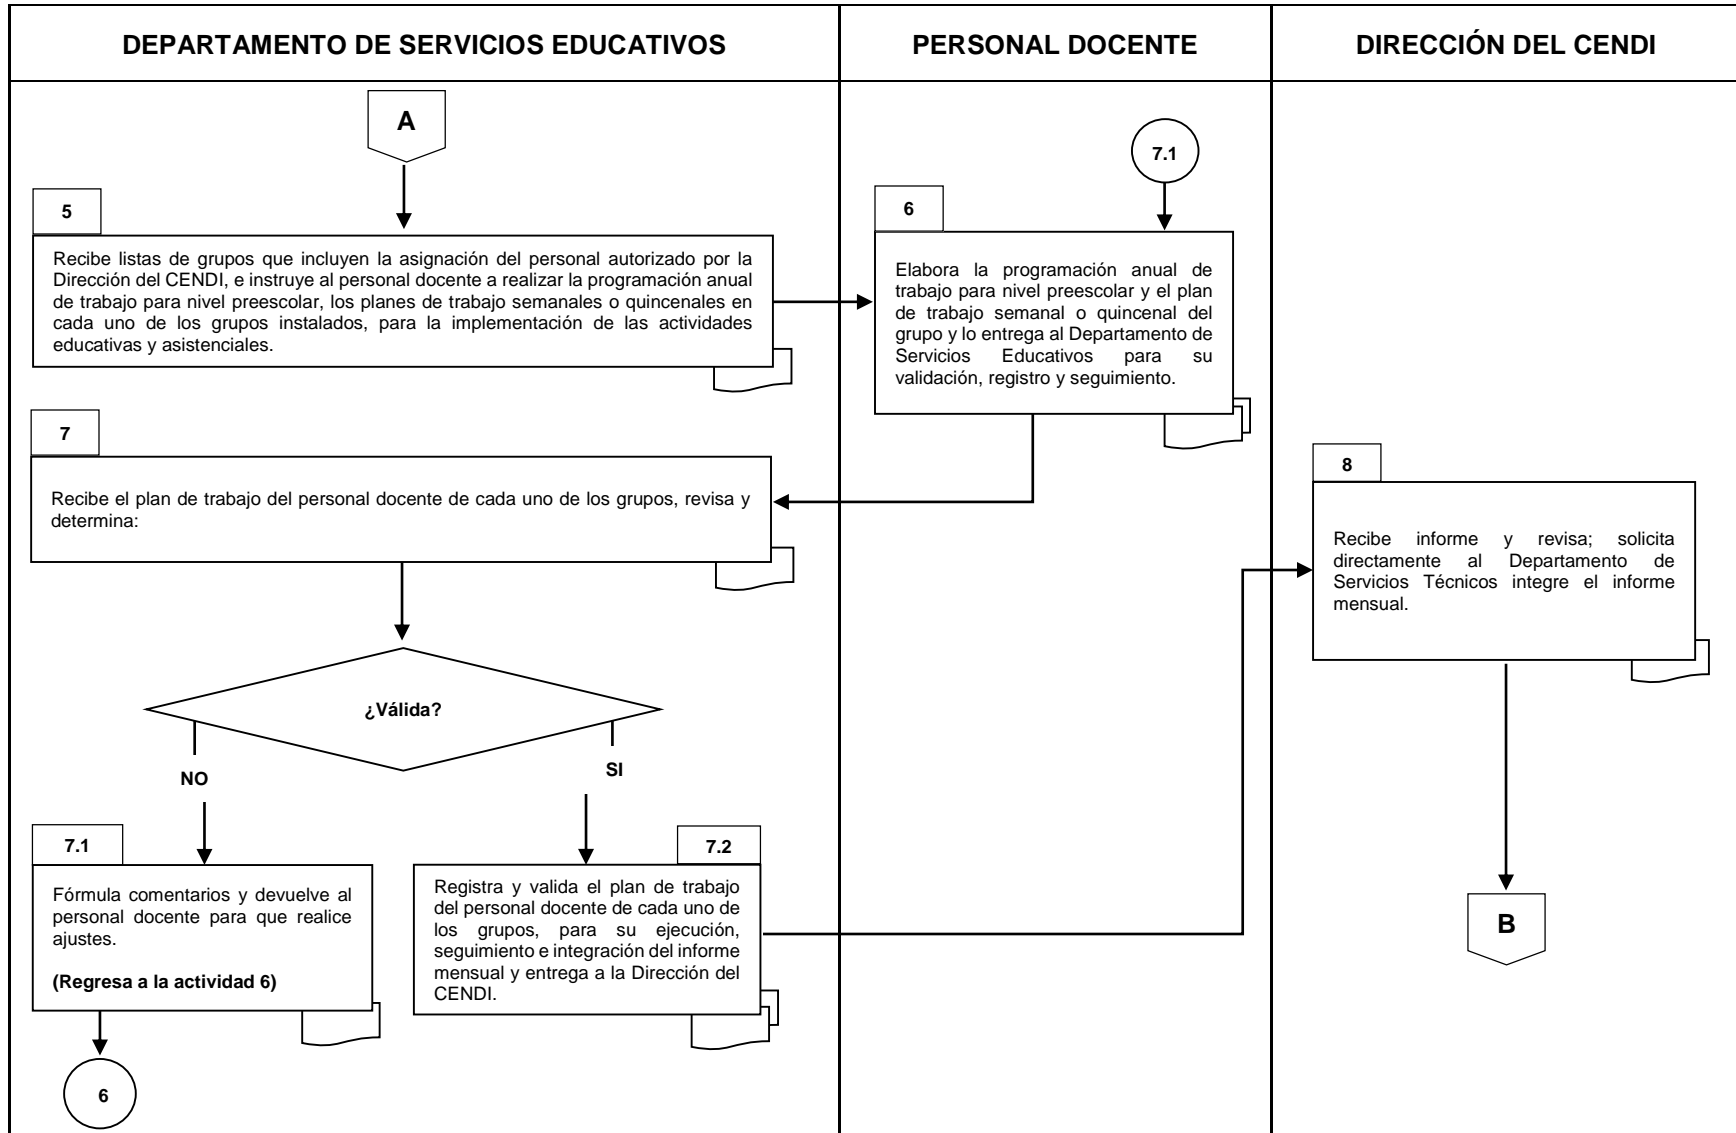 DEPARTAMENTO DE SERVICIOS EDUCATIVOS
PERSONAL DOCENTE
DIRECCIÓN DEL CENDI
A
5
Recibe listas de grupos que incluyen la asignación del personal autorizado por la
Dirección del CENDI, e instruye al personal docente a realizar la programación anual
de trabajo para nivel preescolar, los planes de trabajo semanales o quincenales en
cada uno de los grupos instalados, para la implementación de las actividades
educativas y asistenciales.
7.1
6
Elabora la programación anual de
trabajo para nivel preescolar y el plan
de trabajo semanal o quincenal del
grupo y lo entrega al Departamento de
Servicios Educativos para su
validación, registro y seguimiento.
7
Recibe el plan de trabajo del personal docente de cada uno de los grupos, revisa y
determina:
¿Válida?
NO
SI
7.1
Fórmula comentarios y devuelve al
personal docente para que realice
ajustes.
(Regresa a la actividad 6)
6
7.2
Registra y valida el plan de trabajo
del personal docente de cada uno de
los grupos, para su ejecución,
seguimiento e integración del informe
mensual y entrega a la Dirección del
CENDI.
8
Recibe informe y revisa; solicita
directamente al Departamento de
Servicios Técnicos integre el informe
mensual.
B